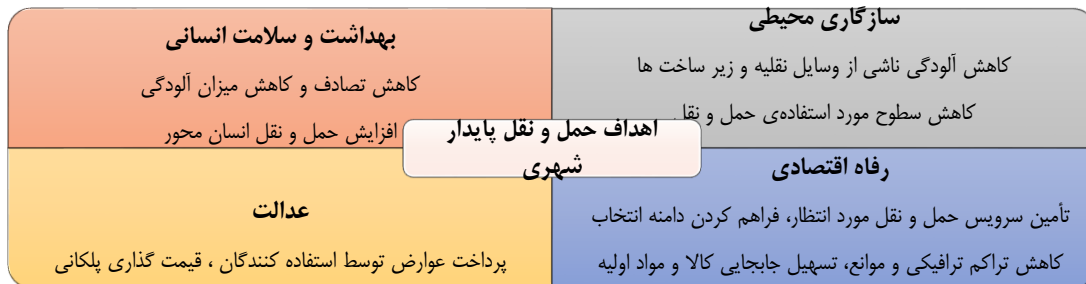 سازگاری محیطی
کاهش آلودگی ناشی از وسایل نقلیه و زیر ساخت ها
کاهش سطوح مورد استفاده‌ی حمل و نقل
بهداشت و سلامت انسانی
کاهش تصادف و کاهش میزان آلودگی
افزایش حمل و نقل انسان محور
اهداف حمل و نقل پایدار
شهری
رفاه اقتصادی
تأمین سرویس حمل و نقل مورد انتظار، فراهم کردن دامنه انتخاب
کاهش تراکم ترافیکی و موانع، تسهیل جابجایی کالا و مواد اولیه
عدالت
پرداخت عوارض توسط استفاده کنندگان ، قیمت گذاری پلکانی